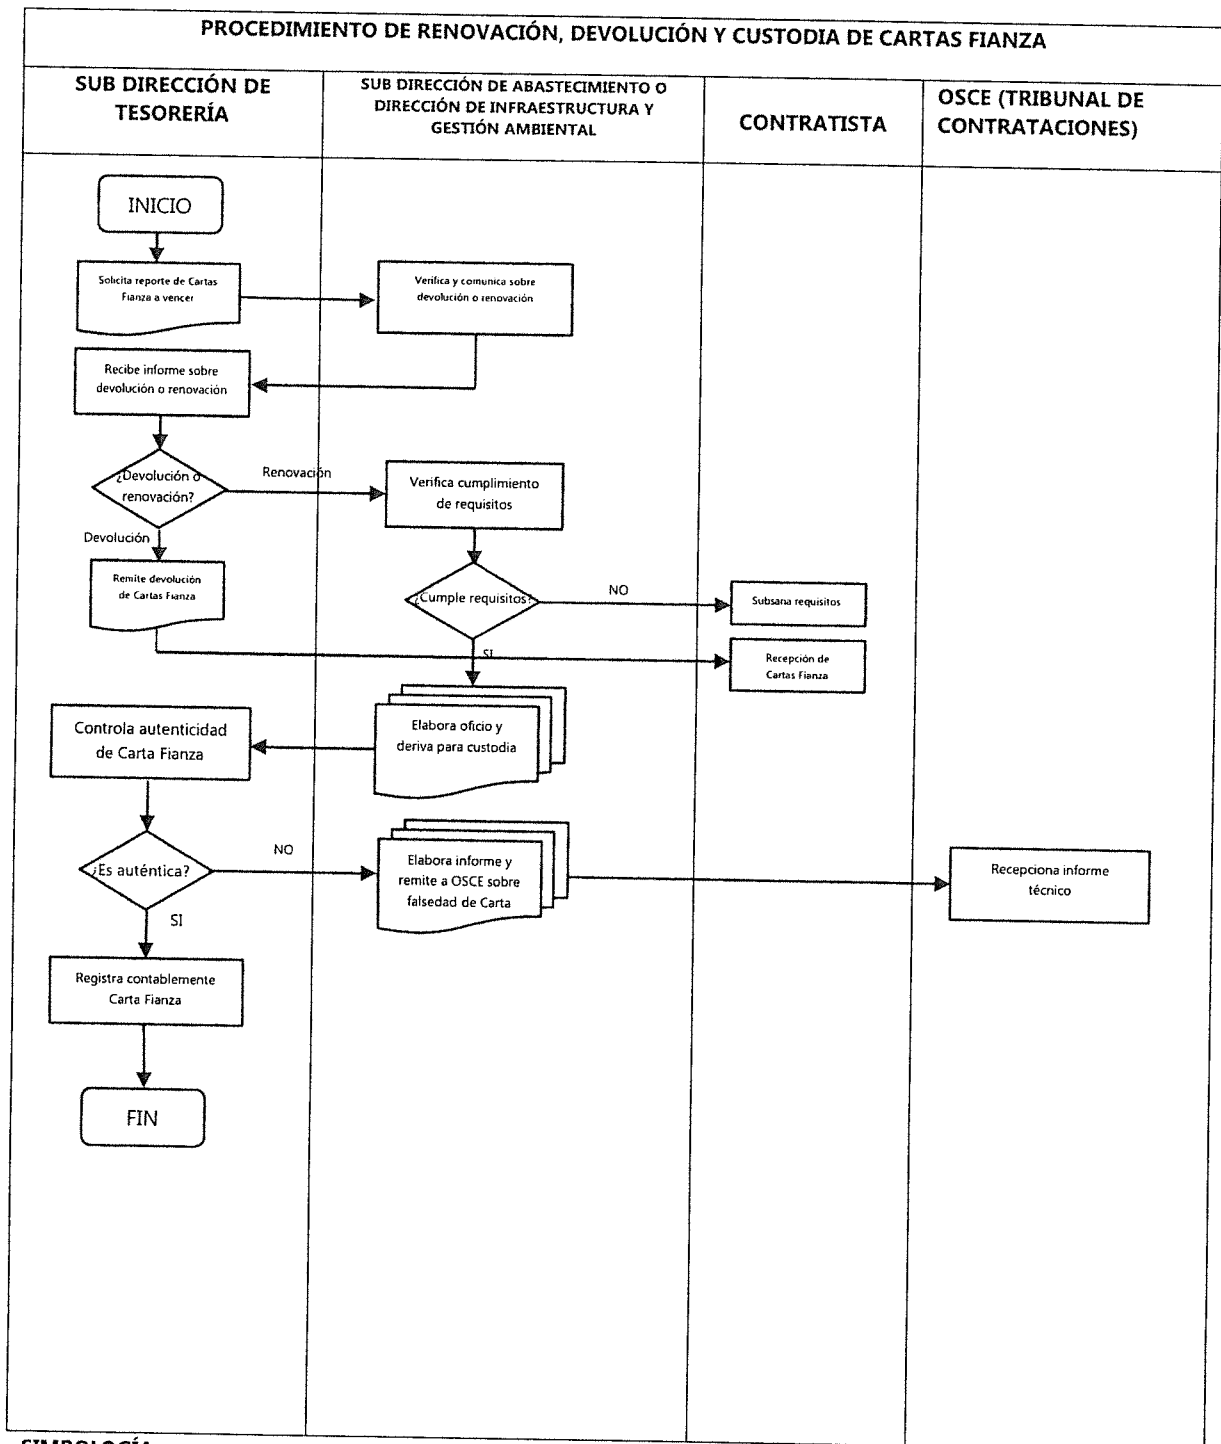 PROCEDIMIENTO DE RENOVACIÓN, DEVOLUCIÓN Y CUSTODIA DE CARTAS FIANZA
SUB DIRECCIÓN DE
TESORERÍA
SUB DIRECCIÓN DE ABASTECIMIENTO O
DIRECCIÓN DE INFRAESTRUCTURA Y
GESTIÓN AMBIENTAL
CONTRATISTA
OSCE (TRIBUNAL DE
CONTRATACIONES)
INICIO
Solicita reporte de Cartas
Fianza a vencer
Verifica y comunica sobre
devolución o renovación
Recibe informe sobre
devolución o renovación
¿Devolución o
renovación?
Renovación
Verifica cumplimiento
de requisitos
Devolución
Remite devolución
de Cartas Fianza
¿Cumple requisitos?
NO
Subsana requisitos
SI
Recepción de
Cartas Fianza
Elabora oficio y
deriva para custodia
Controla autenticidad
de Carta Fianza
¿Es auténtica?
NO
Elabora informe y
remite a OSCE sobre
falsedad de Carta
Recepciona informe
técnico
SI
Registra contablemente
Carta Fianza
FIN
SIMBOLOGÍA